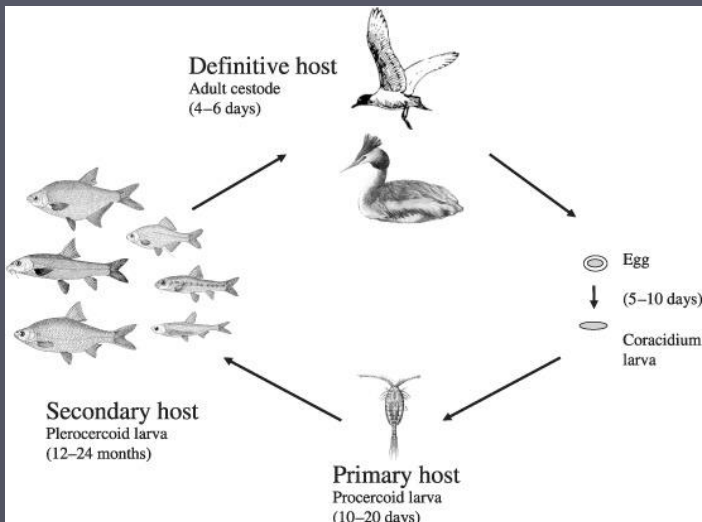 Definitive host
Adult cestode
(4–6 days)
Egg
(5–10 days)
Coracidium
larva
Primary host
Procercoid larva
(10–20 days)
Secondary host
Plerocercoid larva
(12–24 months)